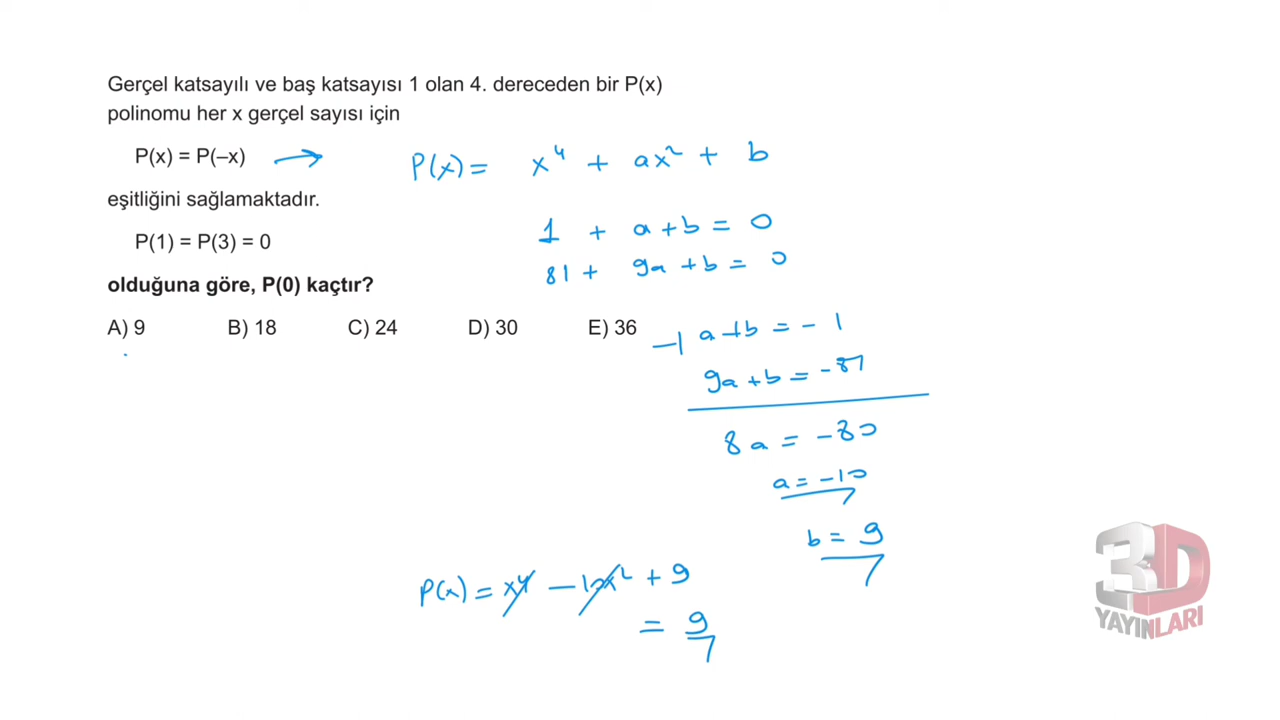 Gerçel katsayılı ve baş katsayısı 1 olan 4. dereceden bir P(x)
polinomu her x gerçel sayısı için
P(x) = P(–x) → P(x) = x⁴ + ax² + b
eşitliğini sağlamaktadır.
1 + a + b = 0
P(1) = P(3) = 0
81 + 9a + b = 0
olduğuna göre, P(0) kaçtır?
A) 9 B) 18 C) 24 D) 30 E) 36
–1 a + b = – 1
9a + b = – 81
8a = – 80
a = – 10
b = 9
P(x) = x⁴ – 10x² + 9
= 9
3D
YAYINLARI